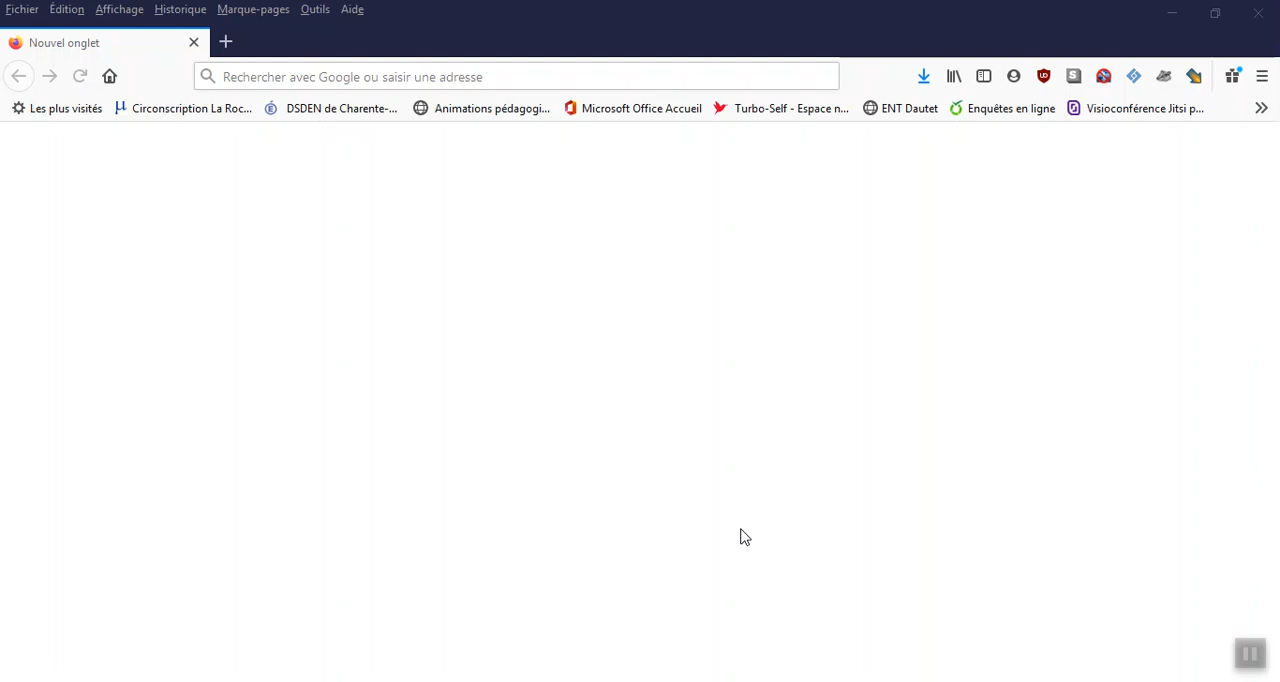 Fichier Édition Affichage Historique Marque-pages Outils Aide
Nouvel onglet
Rechercher avec Google ou saisir une adresse
Les plus visités Circonscription La Roc... DSDEN de Charente-... Animations pédagogi... Microsoft Office Accueil Turbo-Self - Espace n... ENT Dautet Enquêtes en ligne Visioconférence Jitsi p...